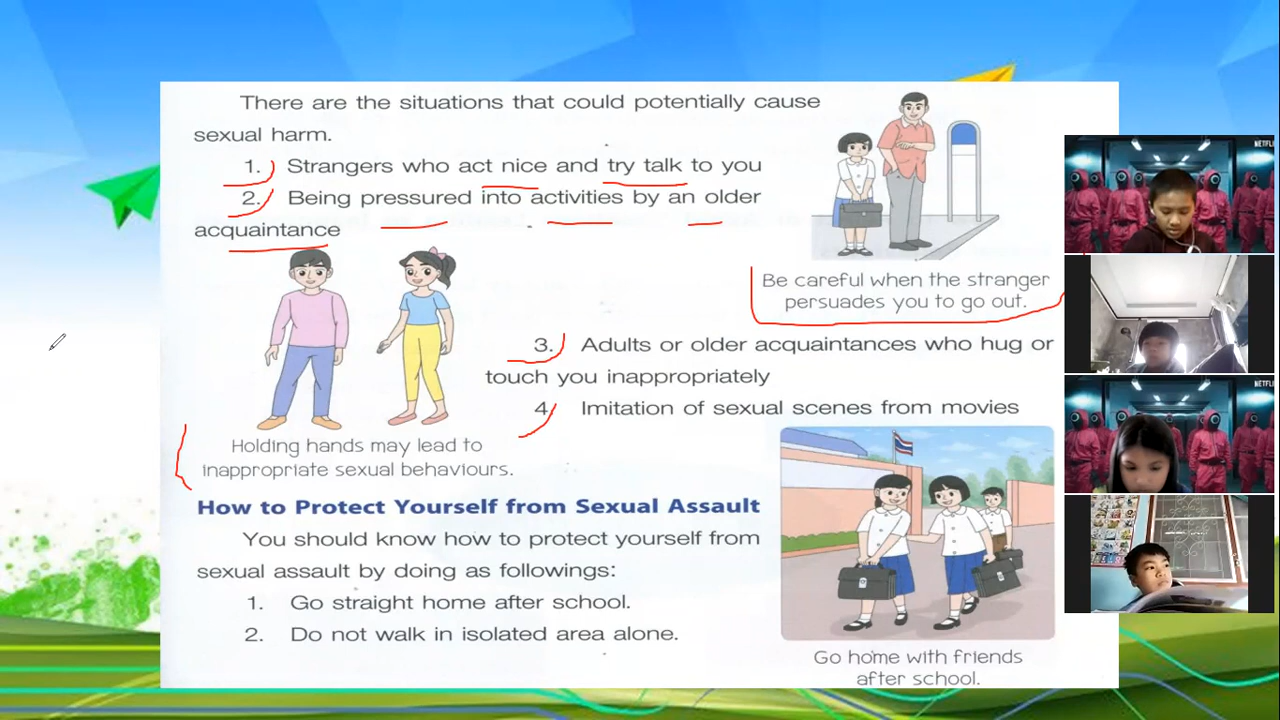 There are the situations that could potentially cause
sexual harm.
1. Strangers who act nice and try talk to you
2. Being pressured into activities by an older
acquaintance
Be careful when the stranger
persuades you to go out.
3. Adults or older acquaintances who hug or
touch you inappropriately
4. Imitation of sexual scenes from movies
Holding hands may lead to
inappropriate sexual behaviours.
How to Protect Yourself from Sexual Assault
You should know how to protect yourself from
sexual assault by doing as followings:
1. Go straight home after school.
2. Do not walk in isolated area alone.
Go home with friends
after school.